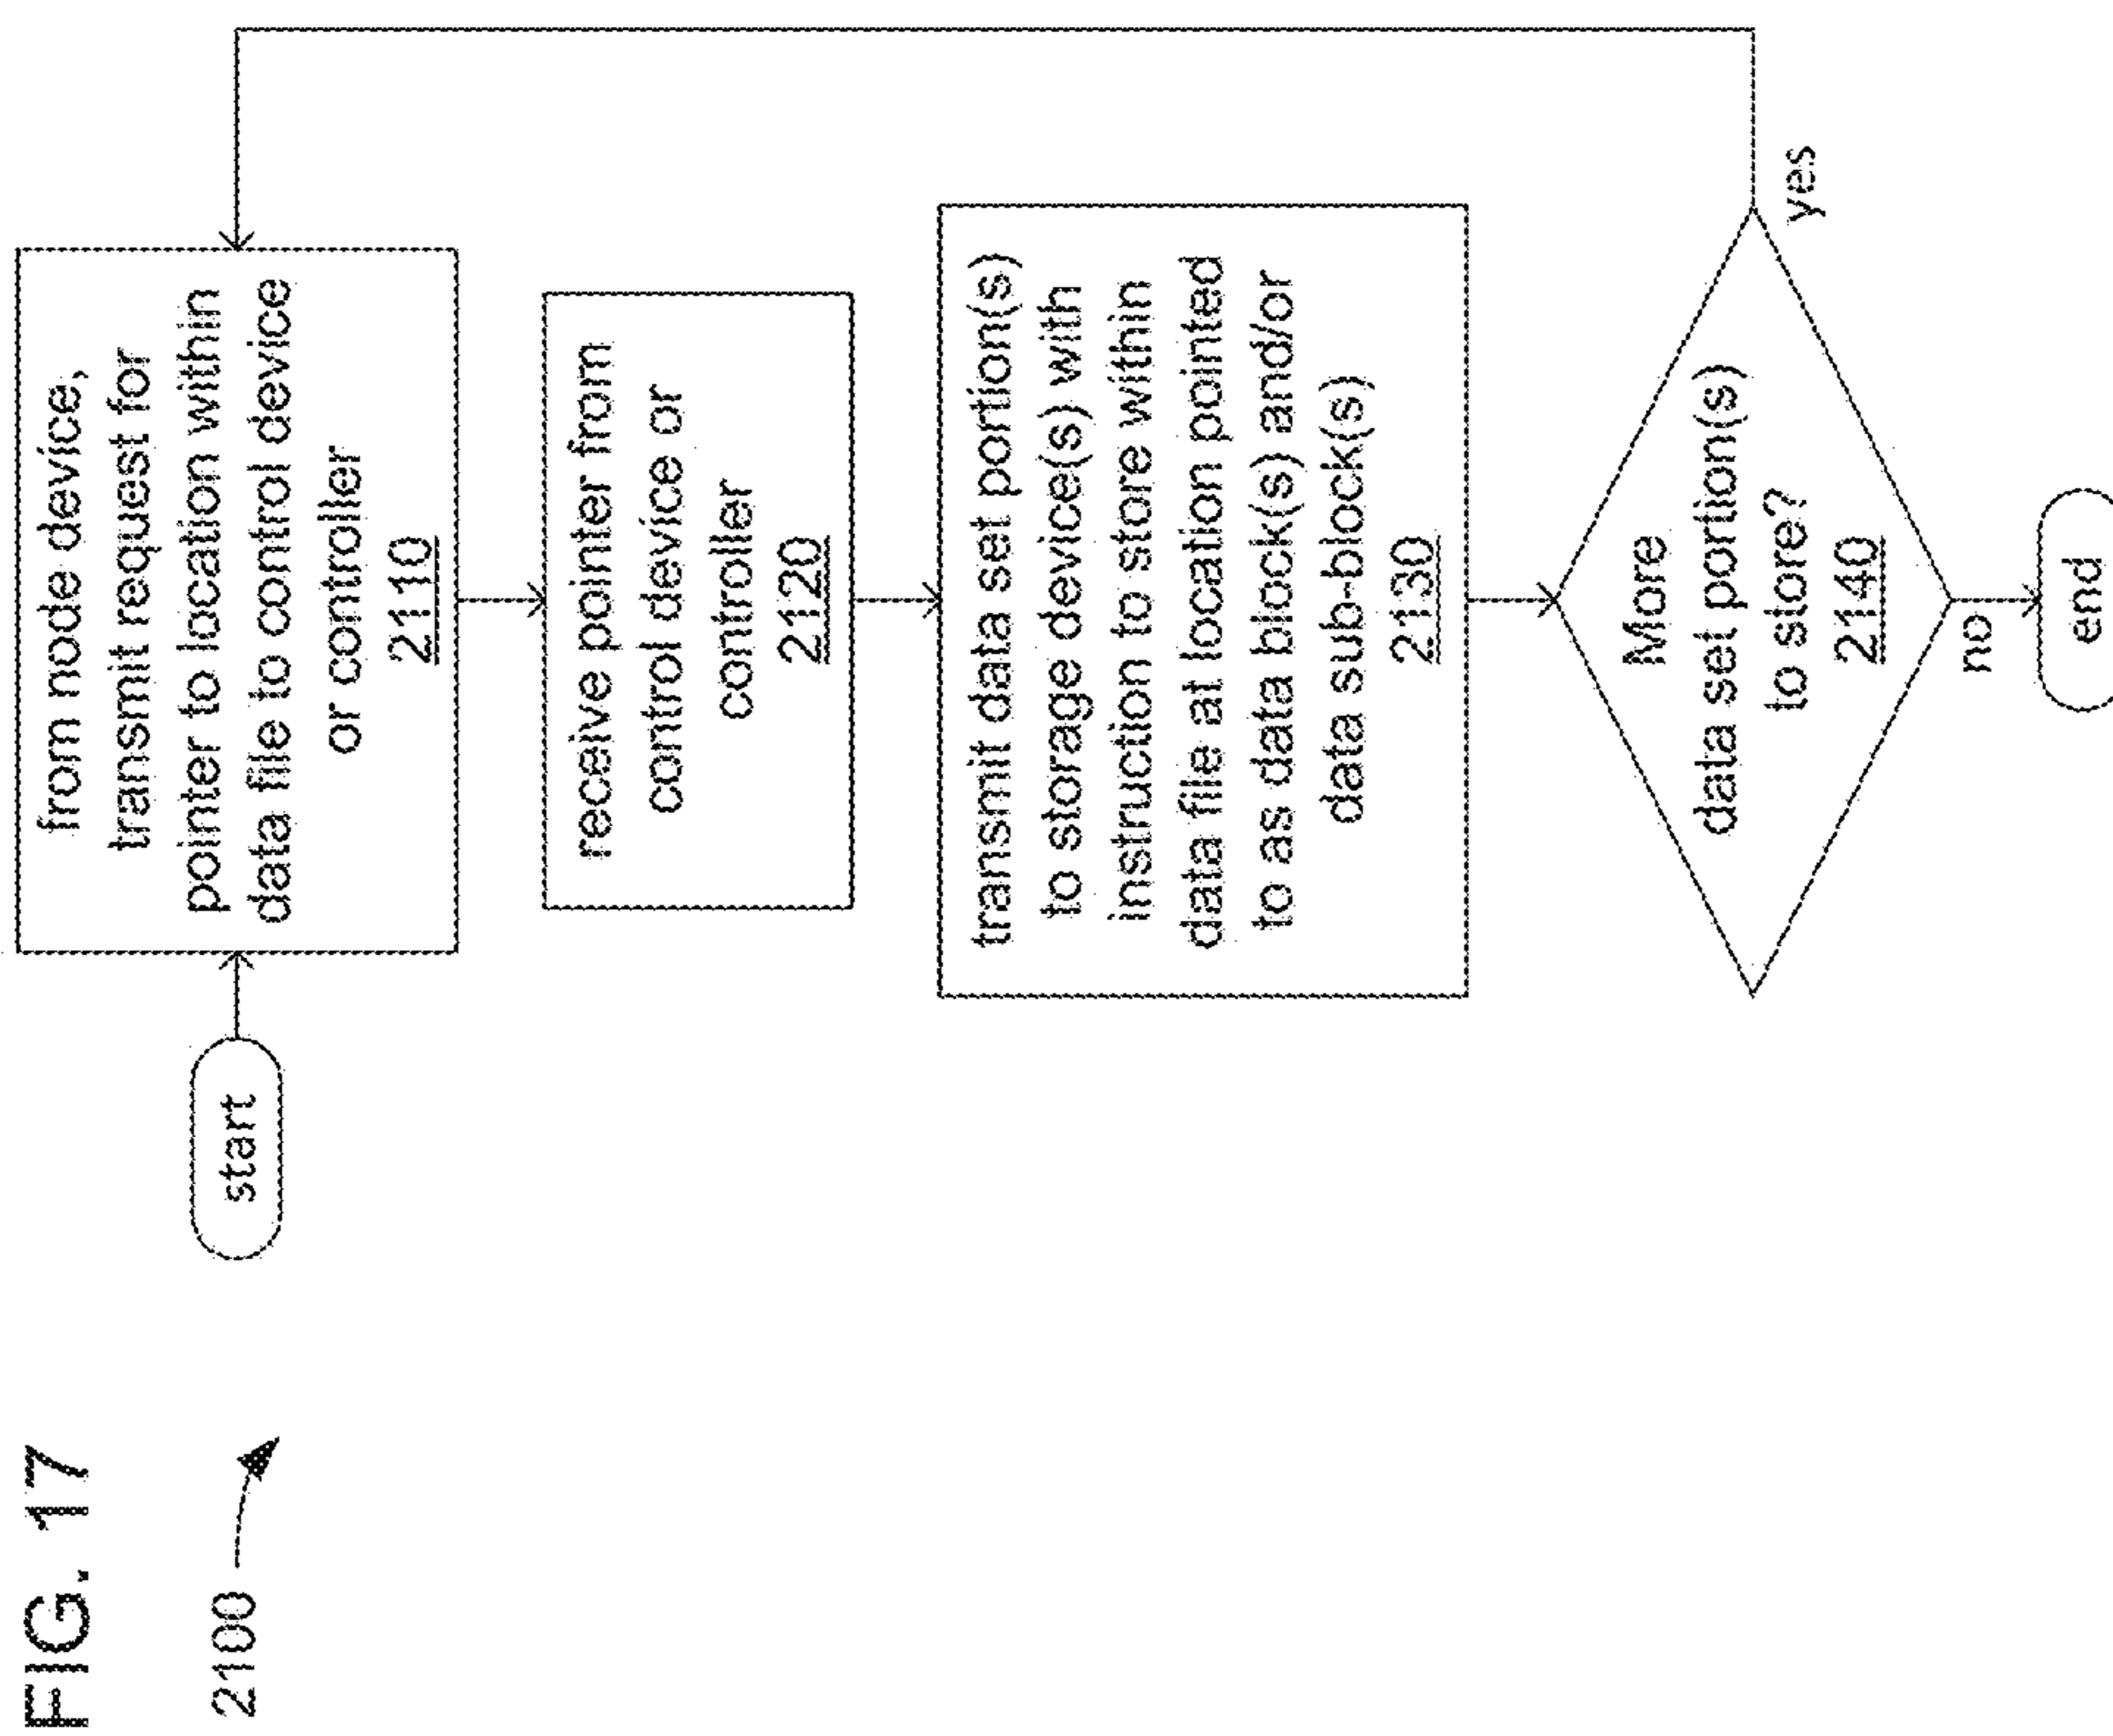 FIG. 17
2100
start
from node device,
transmit request for
pointer to location within
data file to control device
or controller
2110
receive pointer from
control device or
controller
2120
transmit data set portion(s)
to storage device(s) with
instruction to store within
data file at location pointed
to as data block(s) and/or
data sub-block(s)
2130
More
data set portion(s)
to store?
2140
yes
no
end